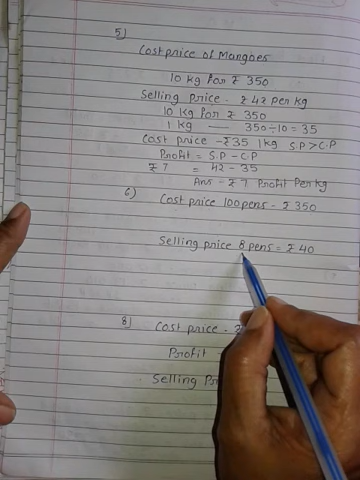 5)
Cost price of Mangoes
10 kg for ₹ 350
Selling price - ₹ 42 per kg
10 kg for ₹ 350
1 kg — 350 ÷ 10 = 35
Cost price - ₹35 1kg S.P > C.P
Profit = S.P - C.P
₹ 7 = 42 - 35
Ans - ₹ 7 Profit Per kg
6)
Cost price 100 pens - ₹ 350
Selling price 8 pens = ₹ 40
8) Cost price -
Profit -
Selling